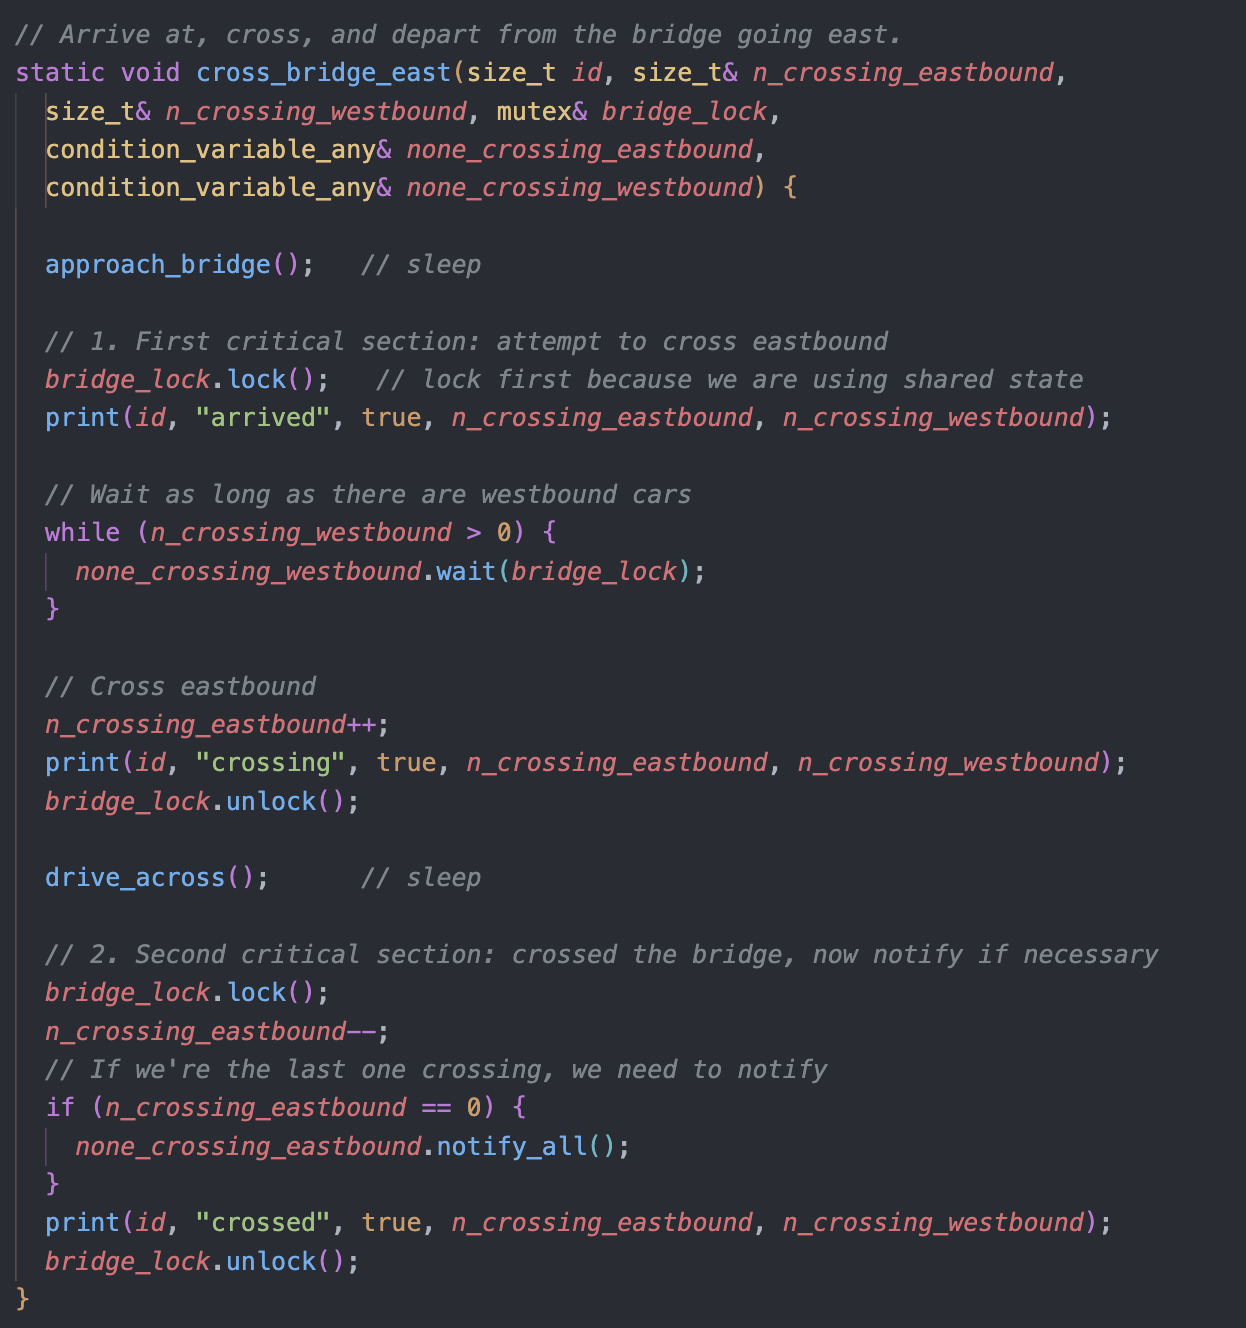 // Arrive at, cross, and depart from the bridge going east.
static void cross_bridge_east(size_t id, size_t& n_crossing_eastbound,
  size_t& n_crossing_westbound, mutex& bridge_lock,
  condition_variable_any& none_crossing_eastbound,
  condition_variable_any& none_crossing_westbound) {

  approach_bridge();   // sleep

  // 1. First critical section: attempt to cross eastbound
  bridge_lock.lock();   // lock first because we are using shared state
  print(id, "arrived", true, n_crossing_eastbound, n_crossing_westbound);

  // Wait as long as there are westbound cars
  while (n_crossing_westbound > 0) {
    none_crossing_westbound.wait(bridge_lock);
  }

  // Cross eastbound
  n_crossing_eastbound++;
  print(id, "crossing", true, n_crossing_eastbound, n_crossing_westbound);
  bridge_lock.unlock();

  drive_across();      // sleep

  // 2. Second critical section: crossed the bridge, now notify if necessary
  bridge_lock.lock();
  n_crossing_eastbound--;
  // If we're the last one crossing, we need to notify
  if (n_crossing_eastbound == 0) {
    none_crossing_eastbound.notify_all();
  }
  print(id, "crossed", true, n_crossing_eastbound, n_crossing_westbound);
  bridge_lock.unlock();
}